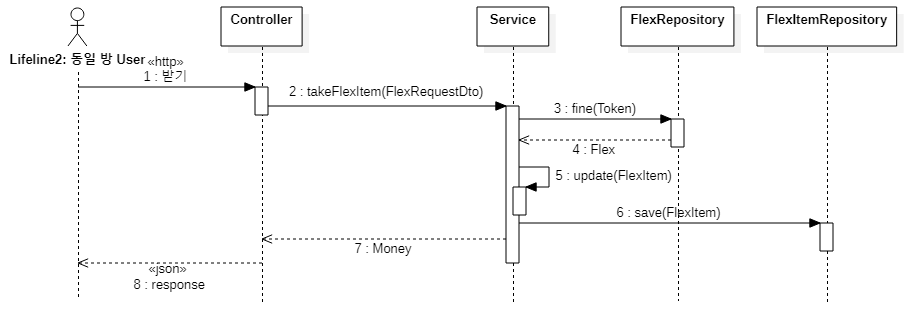 Controller
Service
FlexRepository
FlexItemRepository
Lifeline2: 동일 방 User
«http»
1 : 받기
2 : takeFlexItem(FlexRequestDto)
3 : fine(Token)
4 : Flex
5 : update(FlexItem)
6 : save(FlexItem)
7 : Money
«json»
8 : response